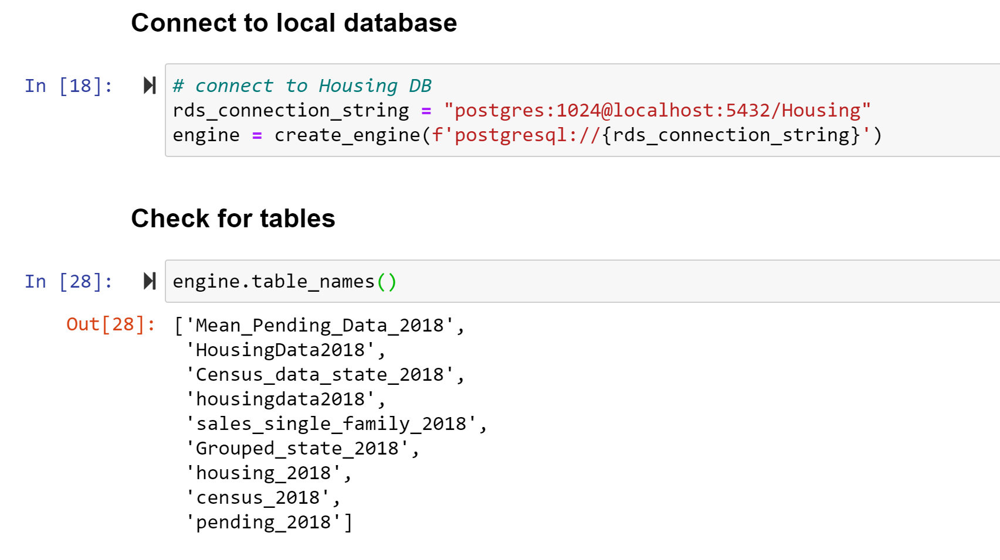 Connect to local database
In [18]:
# connect to Housing DB
rds_connection_string = "postgres:1024@localhost:5432/Housing"
engine = create_engine(f'postgresql://{rds_connection_string}')
Check for tables
In [28]:
engine.table_names()
Out[28]:
['Mean_Pending_Data_2018',
'HousingData2018',
'Census_data_state_2018',
'housingdata2018',
'sales_single_family_2018',
'Grouped_state_2018',
'housing_2018',
'census_2018',
'pending_2018']